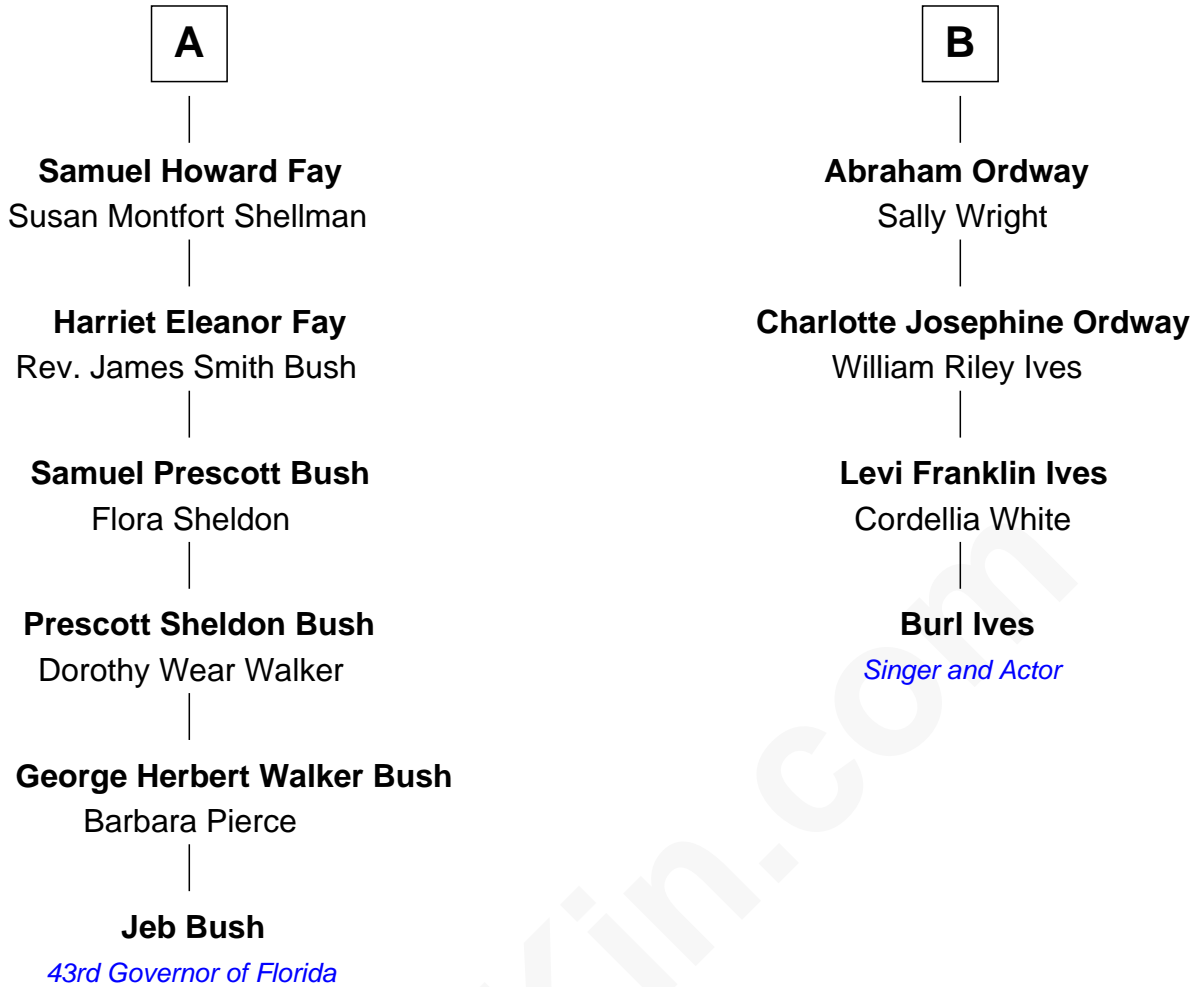 A
Samuel Howard Fay
Susan Montfort Shellman
Harriet Eleanor Fay
Rev. James Smith Bush
Samuel Prescott Bush
Flora Sheldon
Prescott Sheldon Bush
Dorothy Wear Walker
George Herbert Walker Bush
Barbara Pierce
Jeb Bush
43rd Governor of Florida
B
Abraham Ordway
Sally Wright
Charlotte Josephine Ordway
William Riley Ives
Levi Franklin Ives
Cordellia White
Burl Ives
Singer and Actor
Kin.com